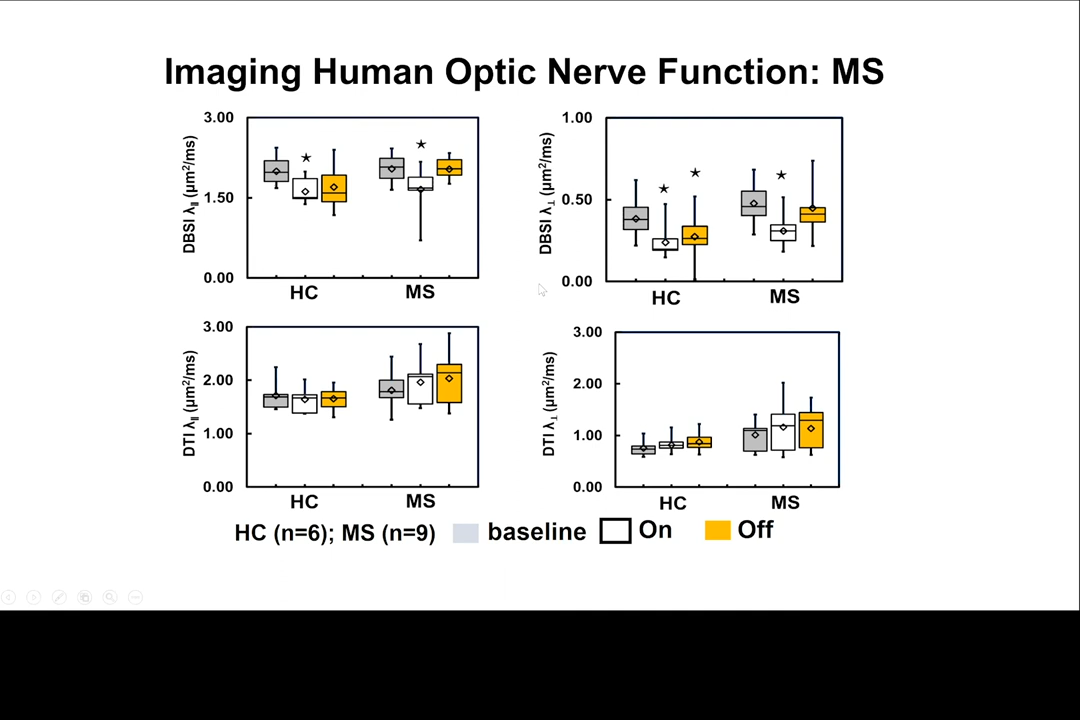 Imaging Human Optic Nerve Function: MS
DBSI λ∥ (μm²/ms)
3.00
1.50
0.00
HC
MS
DBSI λ⊥ (μm²/ms)
1.00
0.50
0.00
HC
MS
DTI λ∥ (μm²/ms)
3.00
2.00
1.00
0.00
HC
MS
DTI λ⊥ (μm²/ms)
3.00
2.00
1.00
0.00
HC
MS
HC (n=6); MS (n=9) baseline On Off